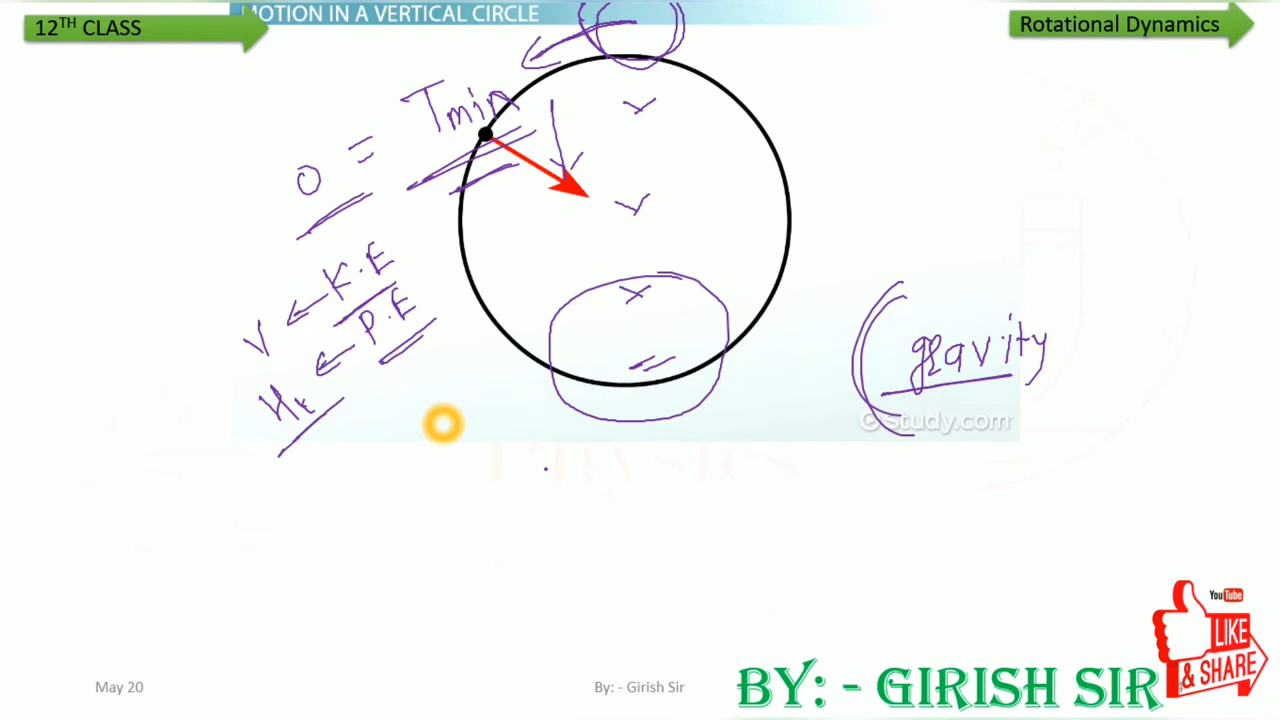 MOTION IN A VERTICAL CIRCLE
12TH CLASS
Rotational Dynamics
Tmin
0 =
K.E
V
P.E
Ht
gravity
© Study.com
PHYSICS
YouTube
LIKE
& SHARE
May 20
By: - Girish Sir
BY: - GIRISH SIR